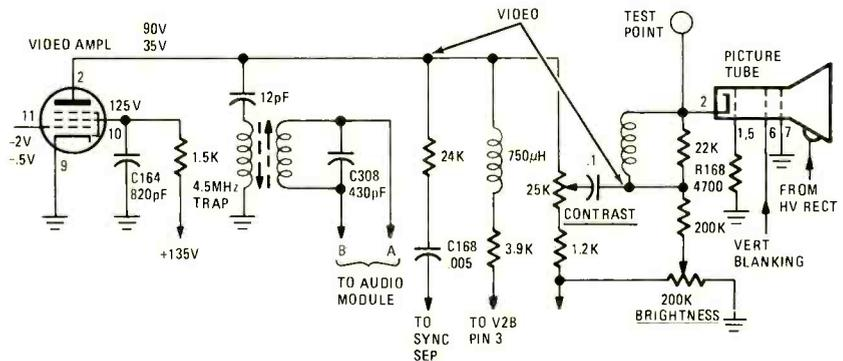 VIDEO
TEST
POINT
90V
35V
VIDEO AMPL
2
PICTURE
TUBE
12pF
125V
11
10
-2V
-.5V
9
C164
820pF
1.5K
4.5MHz
TRAP
C308
430pF
24K
750µH
.1
25K
CONTRAST
2
1,5
6
7
22K
R168
4700
FROM
HV RECT
200K
VERT
BLANKING
+135V
B
A
TO AUDIO
MODULE
C168
.005
3.9K
1.2K
200K
BRIGHTNESS
TO
SYNC
SEP
TO V2B
PIN 3